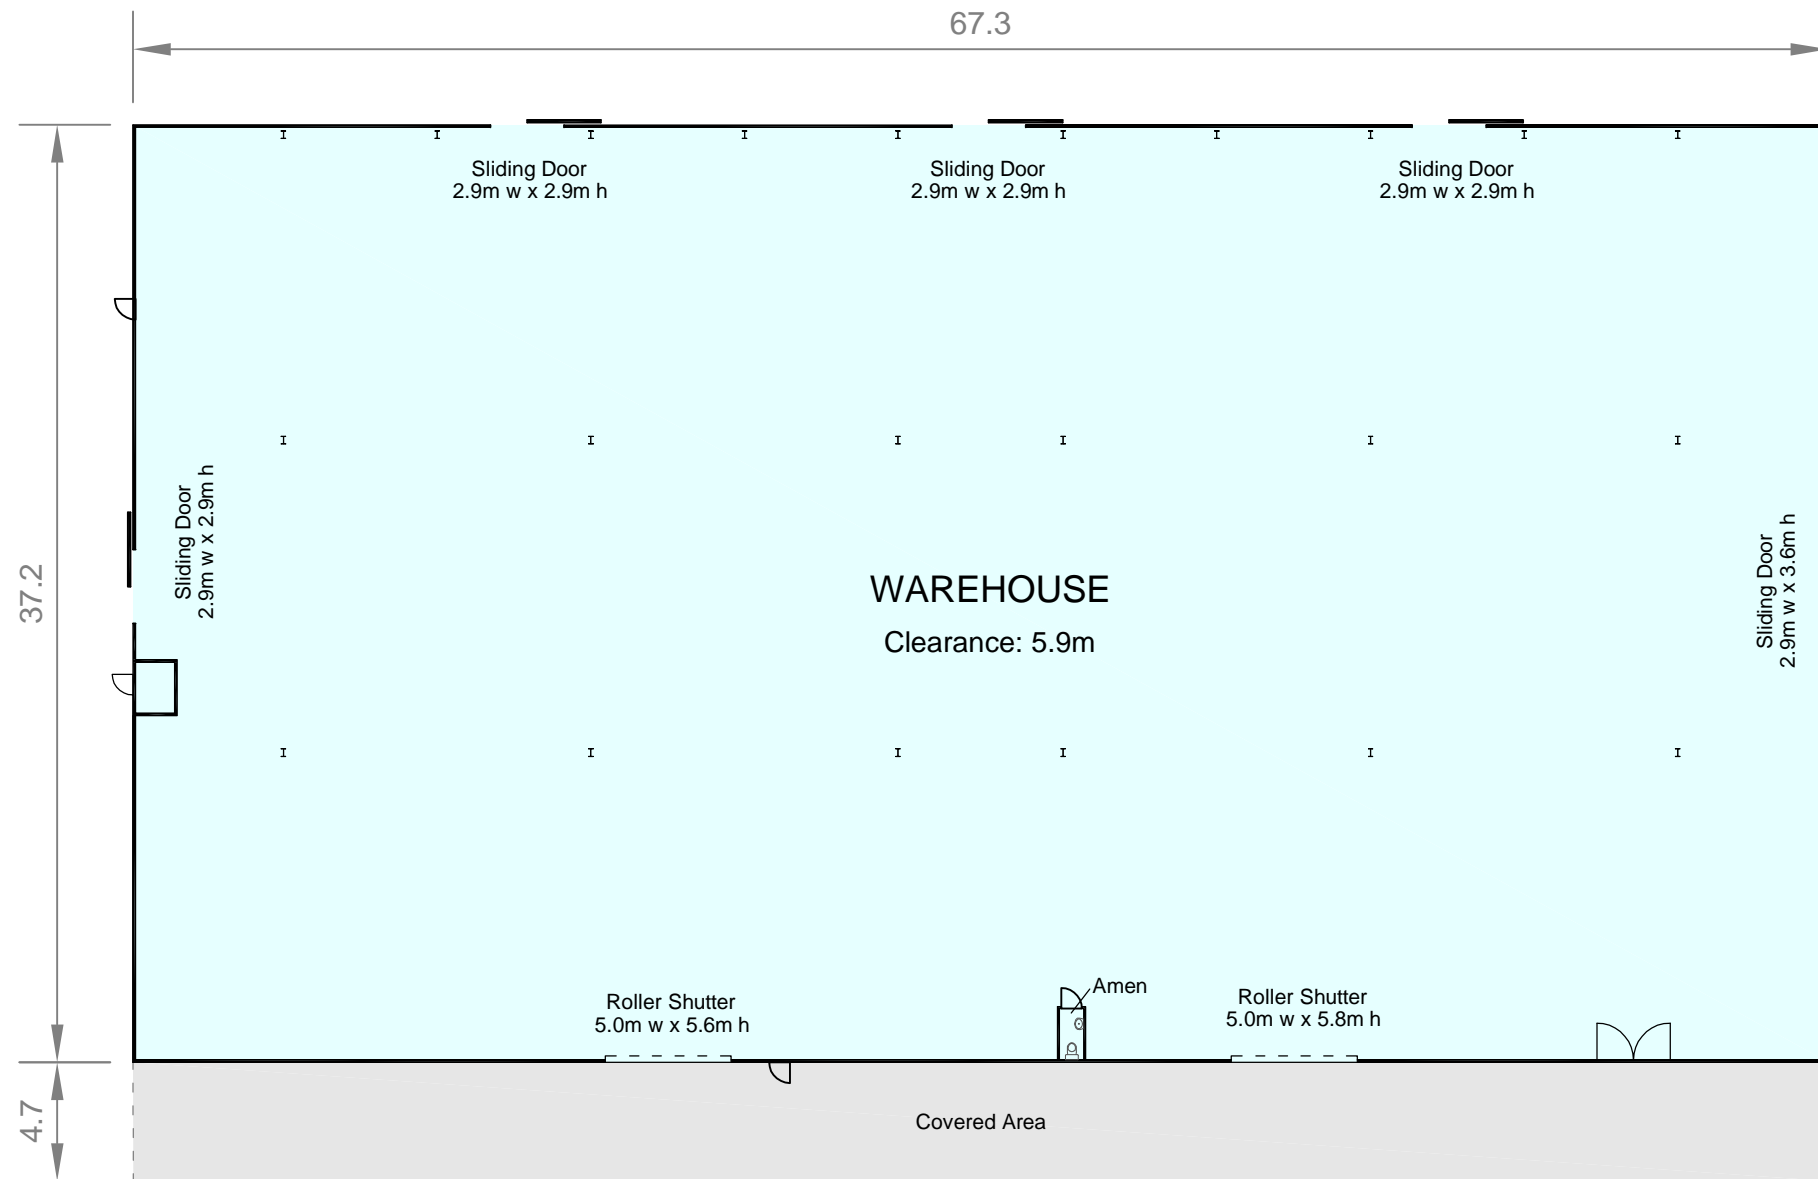 67.3
Sliding Door
2.9m w x 2.9m h
Sliding Door
2.9m w x 2.9m h
Sliding Door
2.9m w x 2.9m h
Sliding Door
2.9m w x 2.9m h
37.2
WAREHOUSE
Clearance: 5.9m
Sliding Door
2.9m w x 3.6m h
Roller Shutter
5.0m w x 5.6m h
Amen
Roller Shutter
5.0m w x 5.8m h
4.7
Covered Area